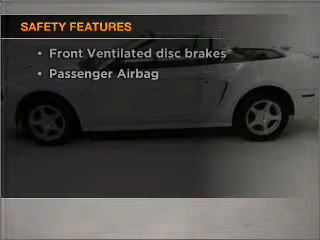 SAFETY FEATURES
• Front Ventilated disc brakes
• Passenger Airbag